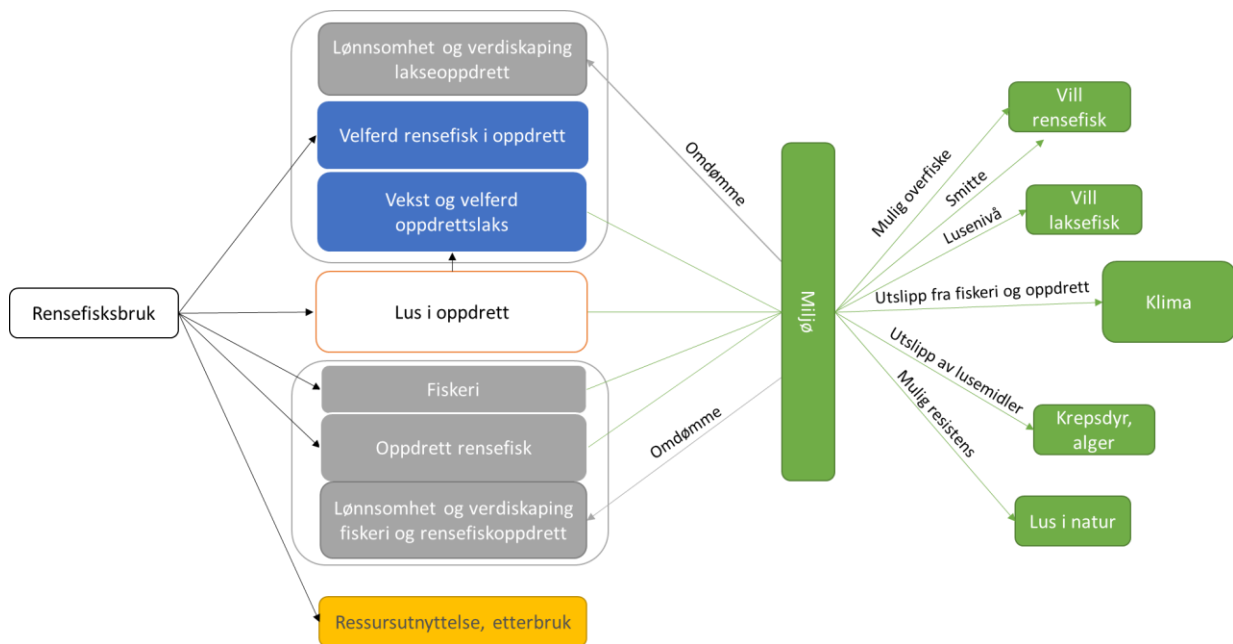 Lønnsomhet og verdiskaping
lakseoppdrett
Velferd rensefisk i oppdrett
Vekst og velferd
oppdrettslaks
Rensefisksbruk
Lus i oppdrett
Fiskeri
Oppdrett rensefisk
Lønnsomhet og verdiskaping
fiskeri og rensefiskoppdrett
Ressursutnyttelse, etterbruk
Omdømme
Omdømme
Miljø
Mulig overfiske
Smitte
Lusenivå
Utslipp fra fiskeri og oppdrett
Utslipp av lusemidler
Mulig resistens
Vill
rensefisk
Vill
laksefisk
Klima
Krepsdyr,
alger
Lus i natur